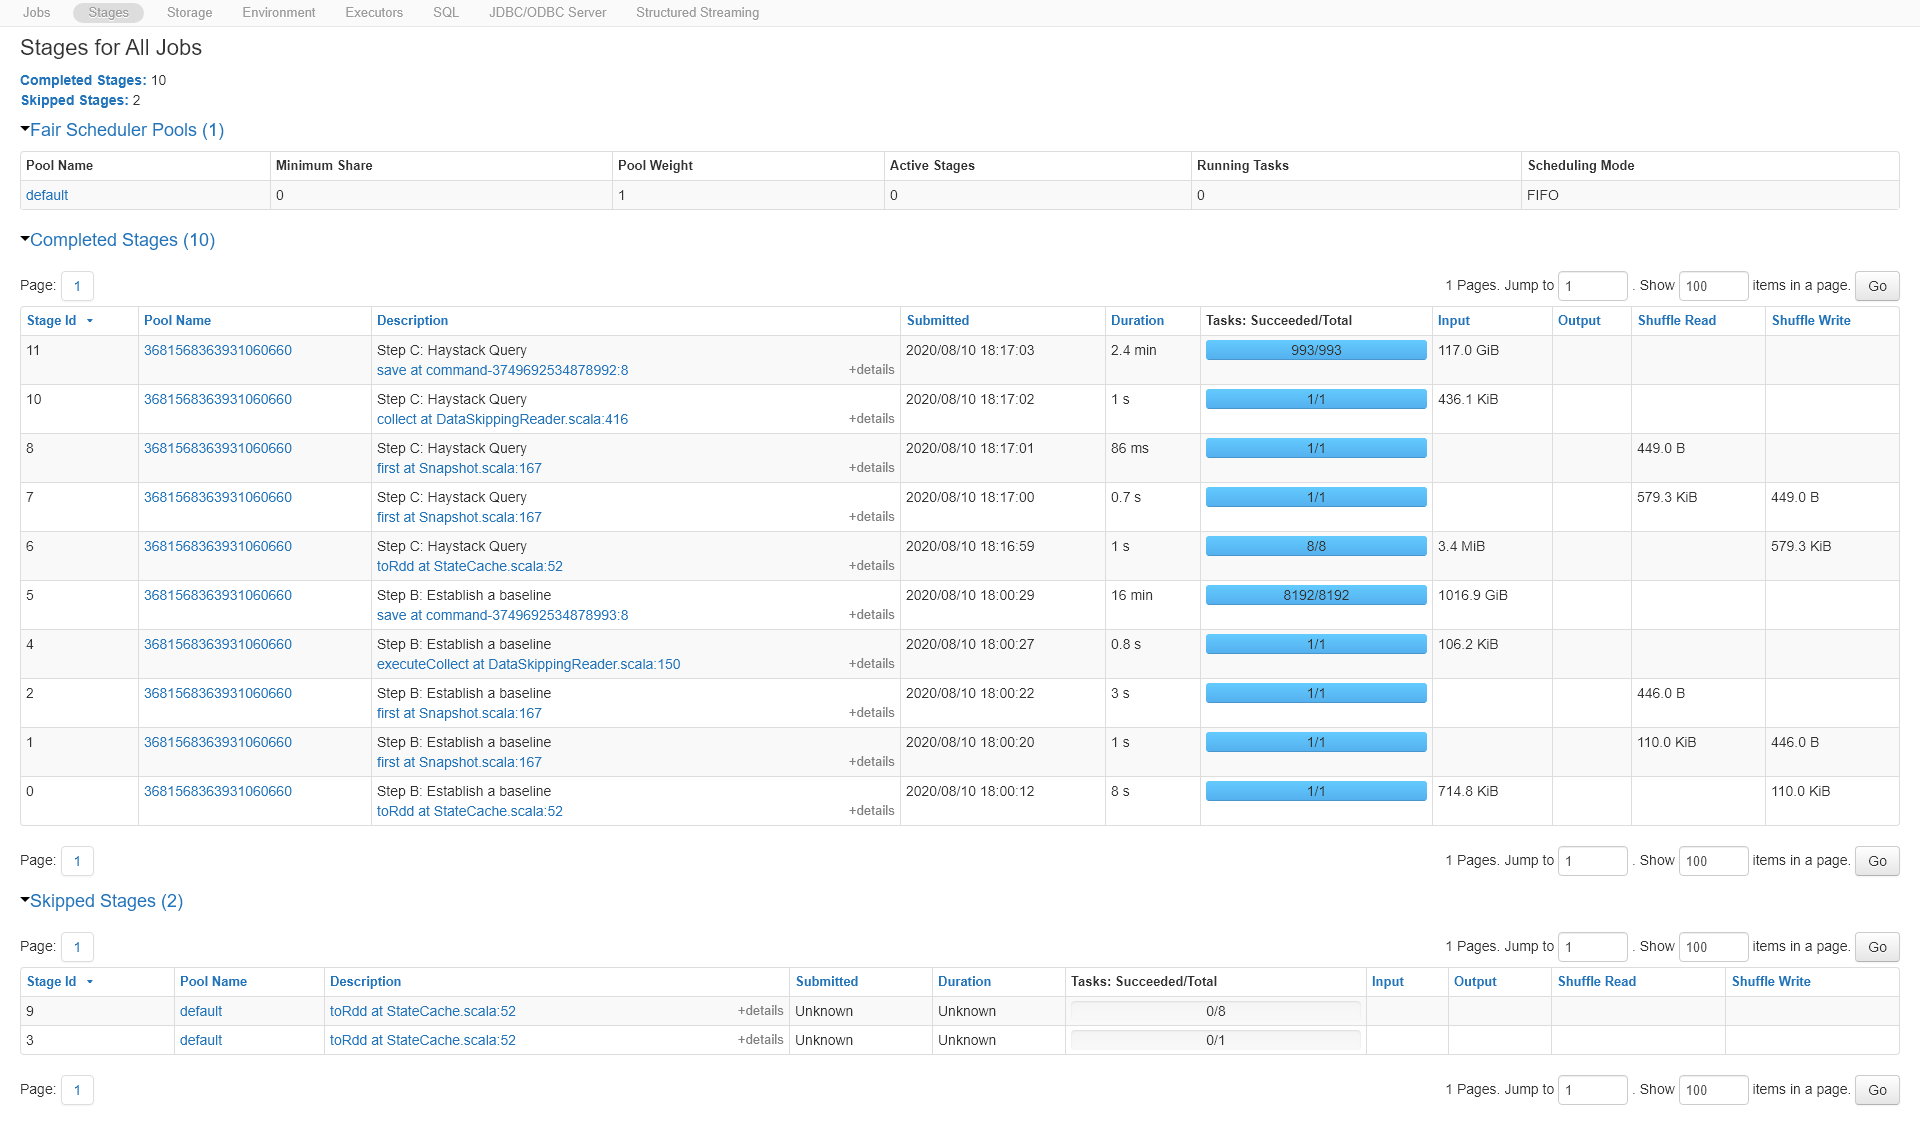 Jobs Stages Storage Environment Executors SQL JDBC/ODBC Server Structured Streaming
Stages for All Jobs
Completed Stages: 10
Skipped Stages: 2
Fair Scheduler Pools (1)
Pool Name Minimum Share Pool Weight Active Stages Running Tasks Scheduling Mode
default 0 1 0 0 FIFO
Completed Stages (10)
Page: 1 1 Pages. Jump to 1 . Show 100 items in a page. Go
Stage Id Pool Name Description Submitted Duration Tasks: Succeeded/Total Input Output Shuffle Read Shuffle Write
11 3681568363931060660 Step C: Haystack Query 2020/08/10 18:17:03 2.4 min 993/993 117.0 GiB
save at command-3749692534878992:8 +details
10 3681568363931060660 Step C: Haystack Query 2020/08/10 18:17:02 1 s 1/1 436.1 KiB
collect at DataSkippingReader.scala:416 +details
8 3681568363931060660 Step C: Haystack Query 2020/08/10 18:17:01 86 ms 1/1 449.0 B
first at Snapshot.scala:167 +details
7 3681568363931060660 Step C: Haystack Query 2020/08/10 18:17:00 0.7 s 1/1 579.3 KiB 449.0 B
first at Snapshot.scala:167 +details
6 3681568363931060660 Step C: Haystack Query 2020/08/10 18:16:59 1 s 8/8 3.4 MiB 579.3 KiB
toRdd at StateCache.scala:52 +details
5 3681568363931060660 Step B: Establish a baseline 2020/08/10 18:00:29 16 min 8192/8192 1016.9 GiB
save at command-3749692534878993:8 +details
4 3681568363931060660 Step B: Establish a baseline 2020/08/10 18:00:27 0.8 s 1/1 106.2 KiB
executeCollect at DataSkippingReader.scala:150 +details
2 3681568363931060660 Step B: Establish a baseline 2020/08/10 18:00:22 3 s 1/1 446.0 B
first at Snapshot.scala:167 +details
1 3681568363931060660 Step B: Establish a baseline 2020/08/10 18:00:20 1 s 1/1 110.0 KiB 446.0 B
first at Snapshot.scala:167 +details
0 3681568363931060660 Step B: Establish a baseline 2020/08/10 18:00:12 8 s 1/1 714.8 KiB 110.0 KiB
toRdd at StateCache.scala:52 +details
Page: 1 1 Pages. Jump to 1 . Show 100 items in a page. Go
Skipped Stages (2)
Page: 1 1 Pages. Jump to 1 . Show 100 items in a page. Go
Stage Id Pool Name Description Submitted Duration Tasks: Succeeded/Total Input Output Shuffle Read Shuffle Write
9 default toRdd at StateCache.scala:52 +details Unknown Unknown 0/8
3 default toRdd at StateCache.scala:52 +details Unknown Unknown 0/1
Page: 1 1 Pages. Jump to 1 . Show 100 items in a page. Go